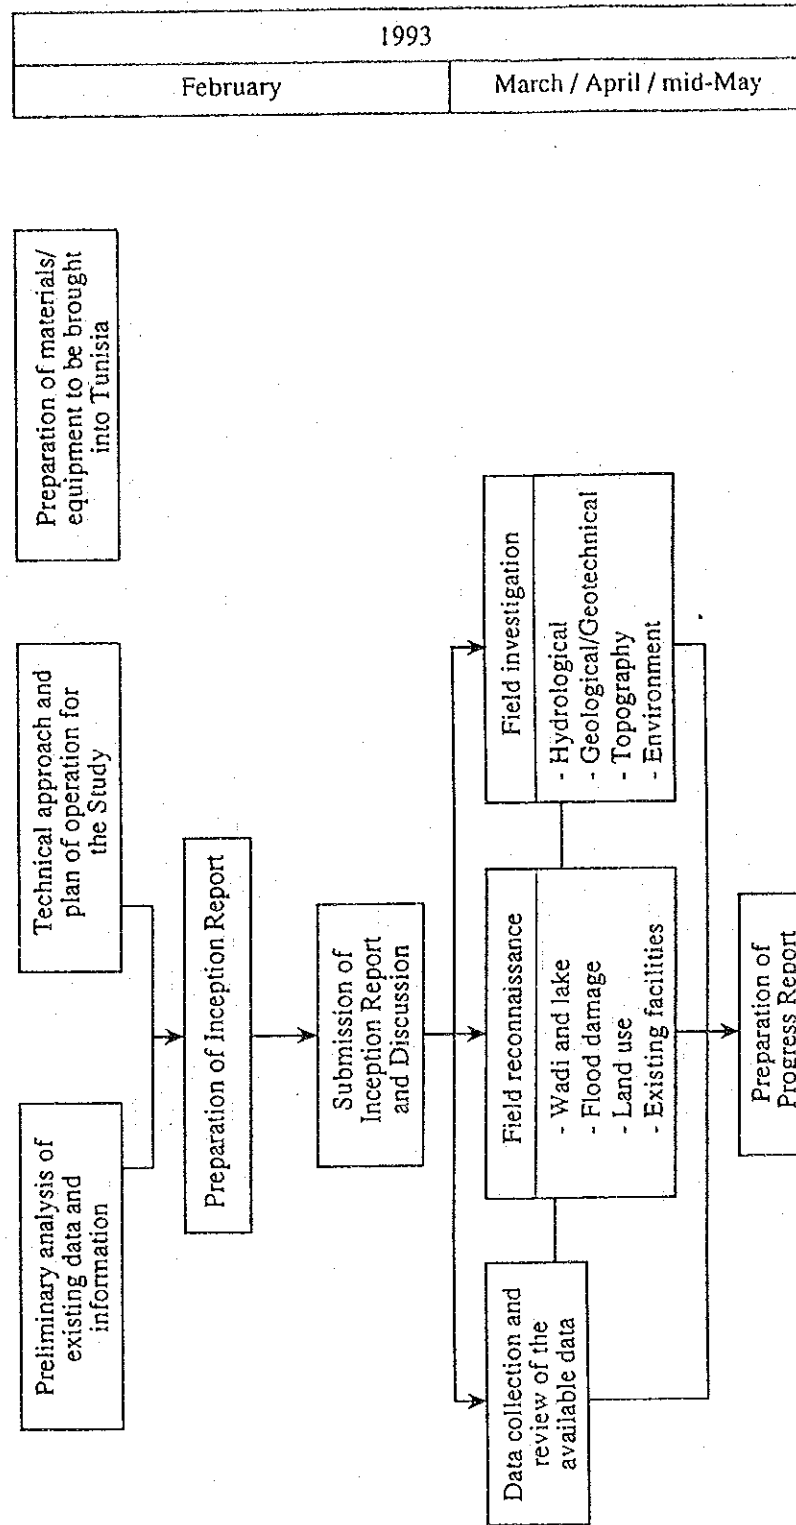 1993
February
March / April / mid-May
Preliminary analysis of
existing data and
information
Technical approach and
plan of operation for
the Study
Preparation of materials/
equipment to be brought
into Tunisia
Preparation of Inception Report
Submission of
Inception Report
and Discussion
Data collection and
review of the
available data
Field reconnaissance
- Wadi and lake
- Flood damage
- Land use
- Existing facilities
Field investigation
- Hydrological
- Geological/Geotechnical
- Topography
- Environment
Preparation of
Progress Report